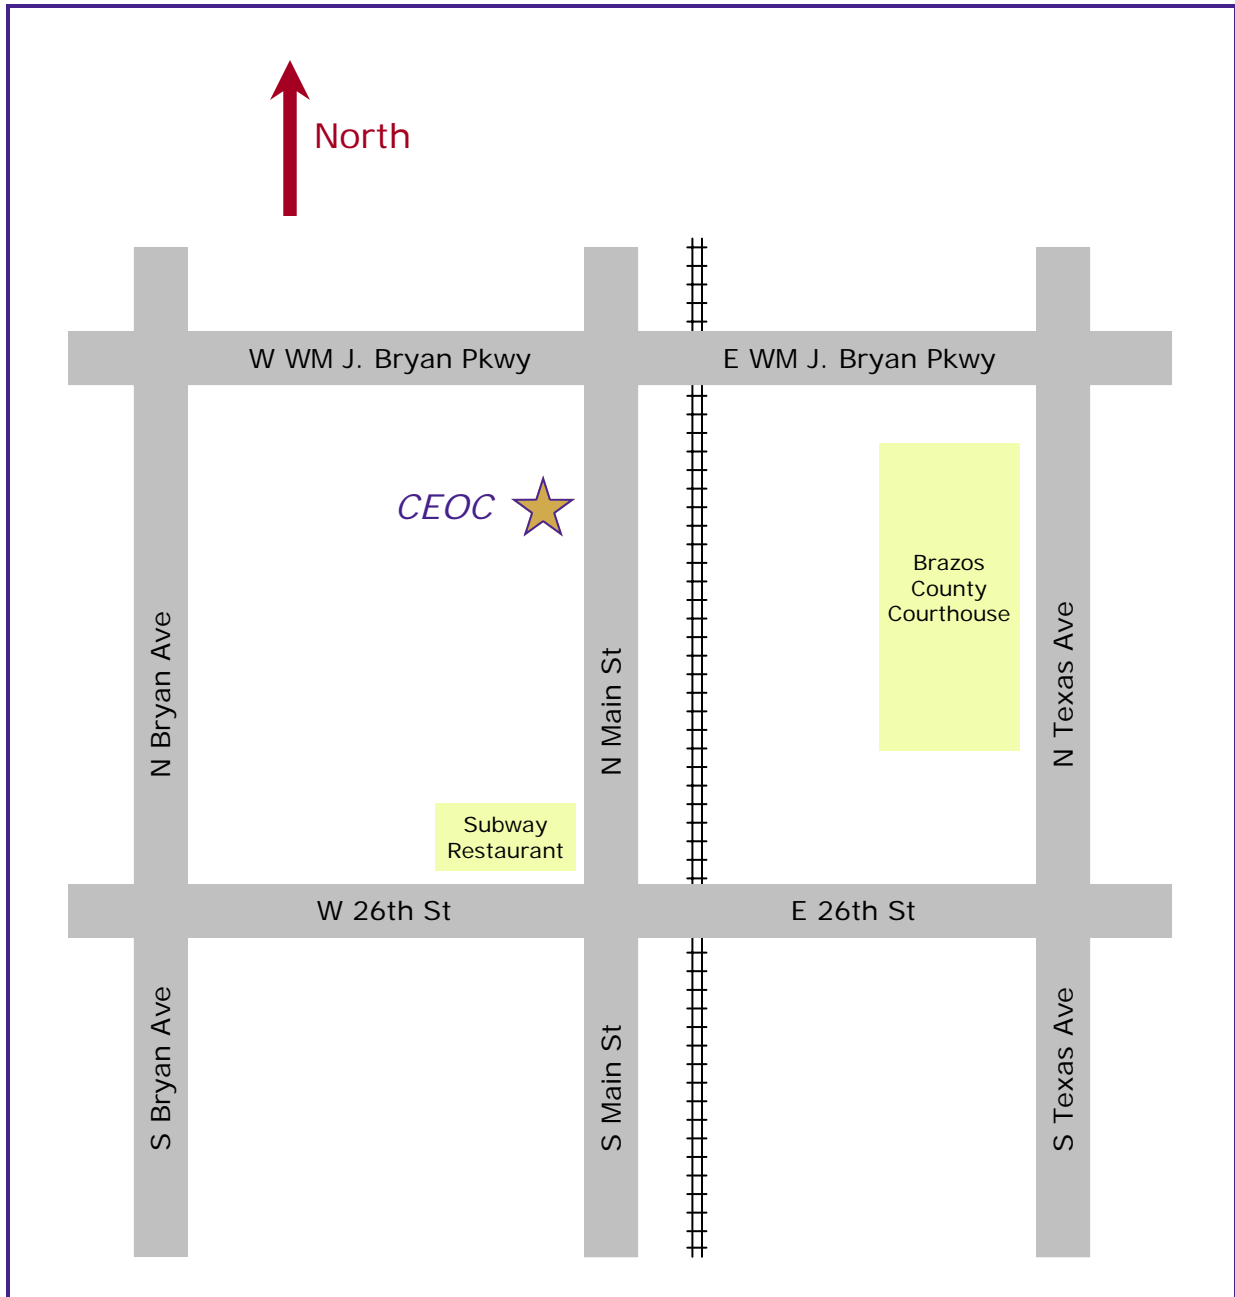 North
W WM J. Bryan Pkwy
E WM J. Bryan Pkwy
CEOC
Brazos
County
Courthouse
N Bryan Ave
N Main St
N Texas Ave
Subway
Restaurant
W 26th St
E 26th St
S Bryan Ave
S Main St
S Texas Ave